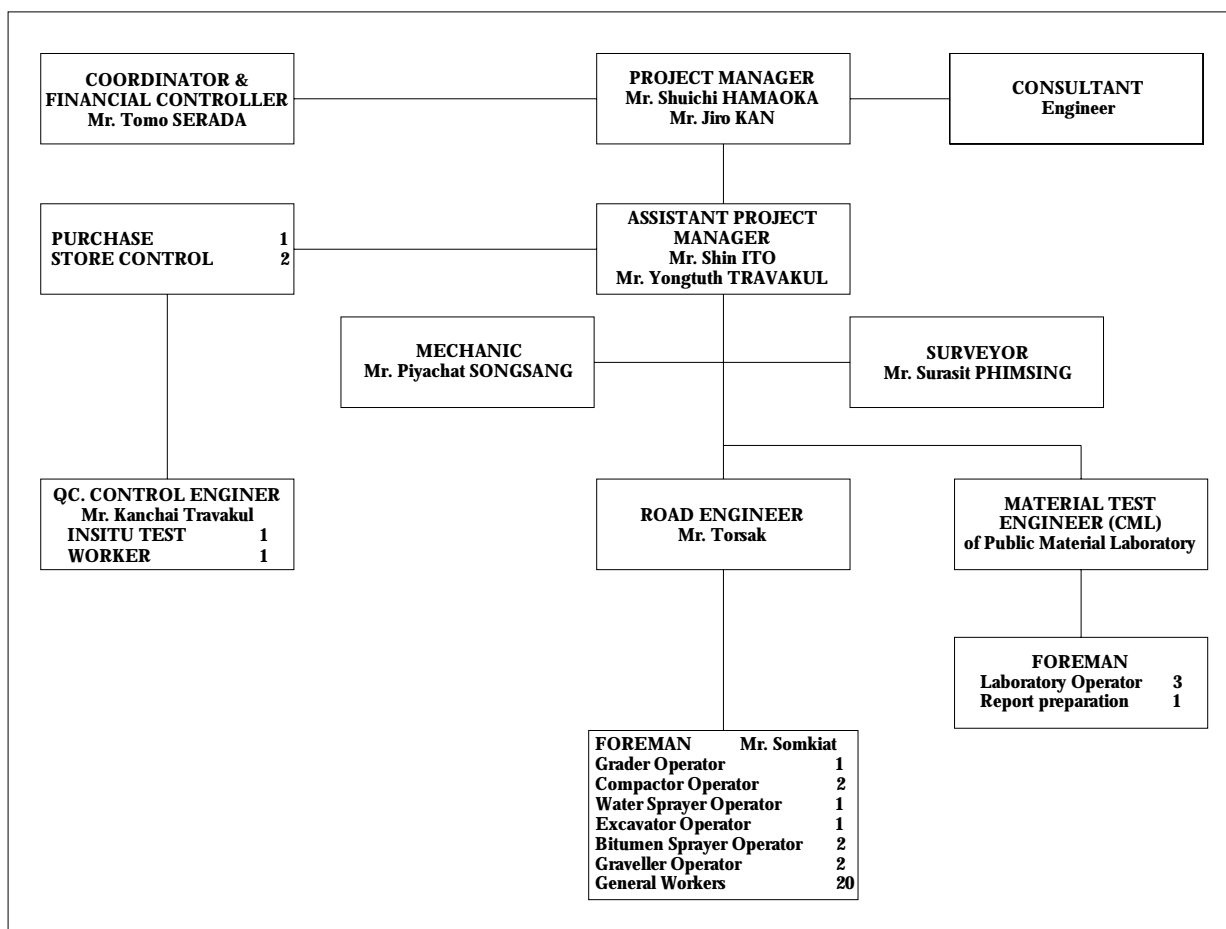 COORDINATOR &
FINANCIAL CONTROLLER
Mr. Tomo SERADA
PROJECT MANAGER
Mr. Shuichi HAMAOKA
Mr. Jiro KAN
CONSULTANT
Engineer
PURCHASE 1
STORE CONTROL 2
ASSISTANT PROJECT
MANAGER
Mr. Shin ITO
Mr. Yongtuth TRAVAKUL
MECHANIC
Mr. Piyachat SONGSANG
SURVEYOR
Mr. Surasit PHIMSING
QC. CONTROL ENGINER
Mr. Kanchai Travakul
INSITU TEST 1
WORKER 1
ROAD ENGINEER
Mr. Torsak
MATERIAL TEST
ENGINEER (CML)
of Public Material Laboratory
FOREMAN
Laboratory Operator 3
Report preparation 1
FOREMAN Mr. Somkiat
Grader Operator 1
Compactor Operator 2
Water Sprayer Operator 1
Excavator Operator 1
Bitumen Sprayer Operator 2
Graveller Operator 2
General Workers 20